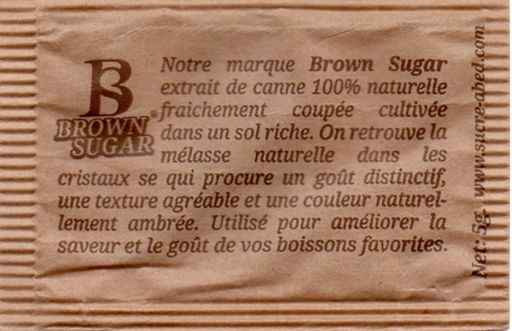 B
BROWN
SUGAR®
Notre marque Brown Sugar
extrait de canne 100% naturelle
fraichement coupée cultivée
dans un sol riche. On retrouve la
mélasse naturelle dans les
cristaux se qui procure un goût distinctif,
une texture agréable et une couleur naturel-
lement ambrée. Utilisé pour améliorer la
saveur et le goût de vos boissons favorites.
Net: 5g. www.sucre-abed.com